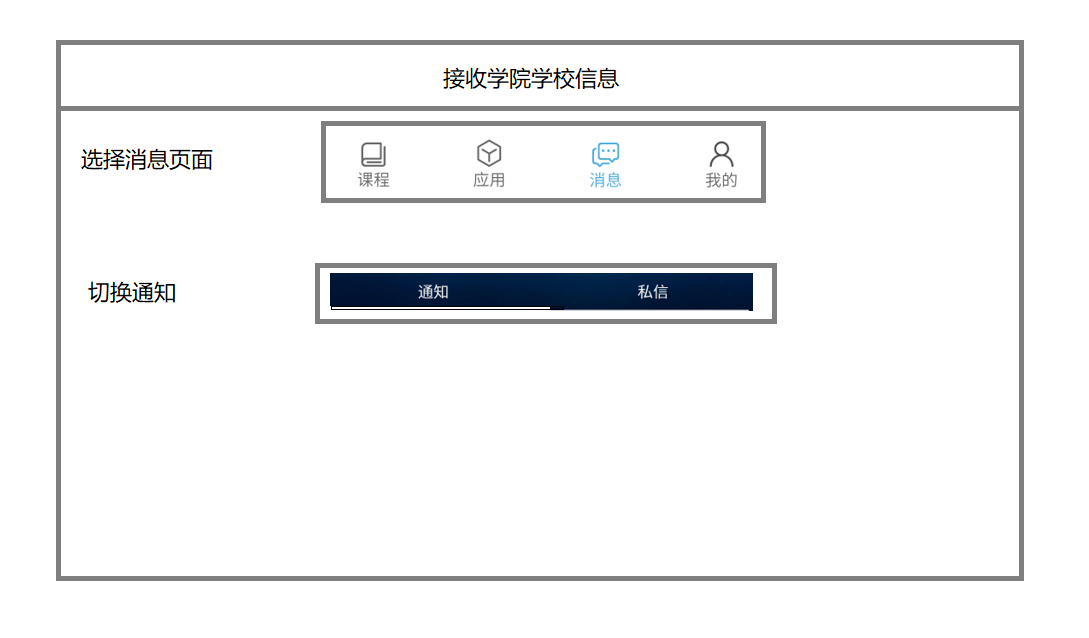 接收学院学校信息
选择消息页面
课程 应用 消息 我的
切换通知
通知 私信